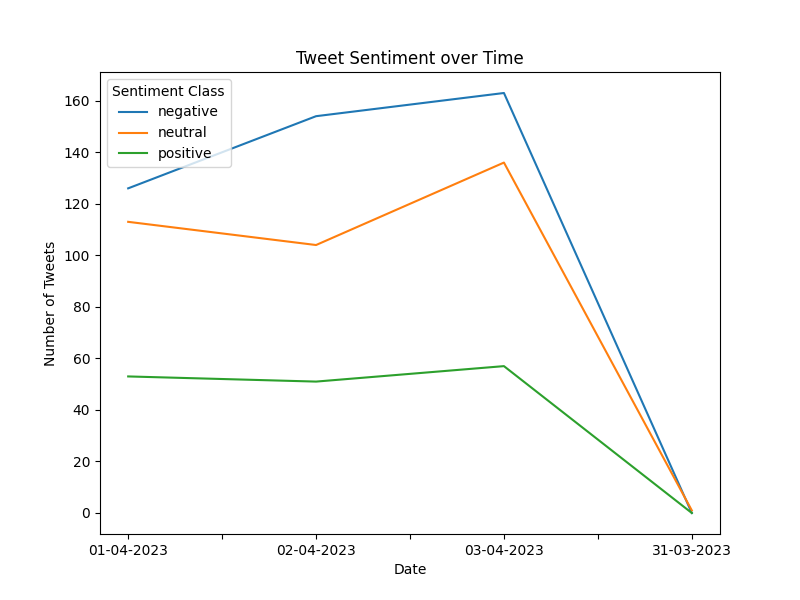 Tweet Sentiment over Time
Sentiment Class
negative
neutral
positive
160
140
120
100
80
60
40
20
0
Number of Tweets
01-04-2023 02-04-2023 03-04-2023 31-03-2023
Date